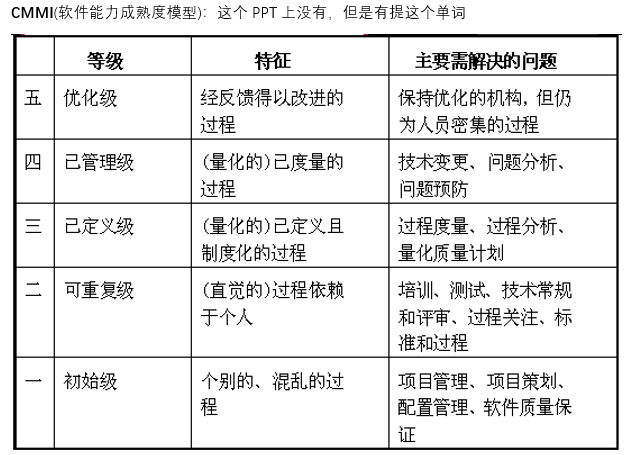 CMMI(软件能力成熟度模型)：这个 PPT 上没有，但是有提这个单词
等级 特征 主要需解决的问题
五 优化级 经反馈得以改进的 保持优化的机构，但仍
过程 为人员密集的过程
四 已管理级 (量化的)已度量的 技术变更、问题分析、
过程 问题预防
三 已定义级 (量化的)已定义且 过程度量、过程分析、
制度化的过程 量化质量计划
二 可重复级 (直觉的)过程依赖 培训、测试、技术常规
于个人 和评审、过程关注、标
准和过程
一 初始级 个别的、混乱的过 项目管理、项目策划、
程 配置管理、软件质量保
证